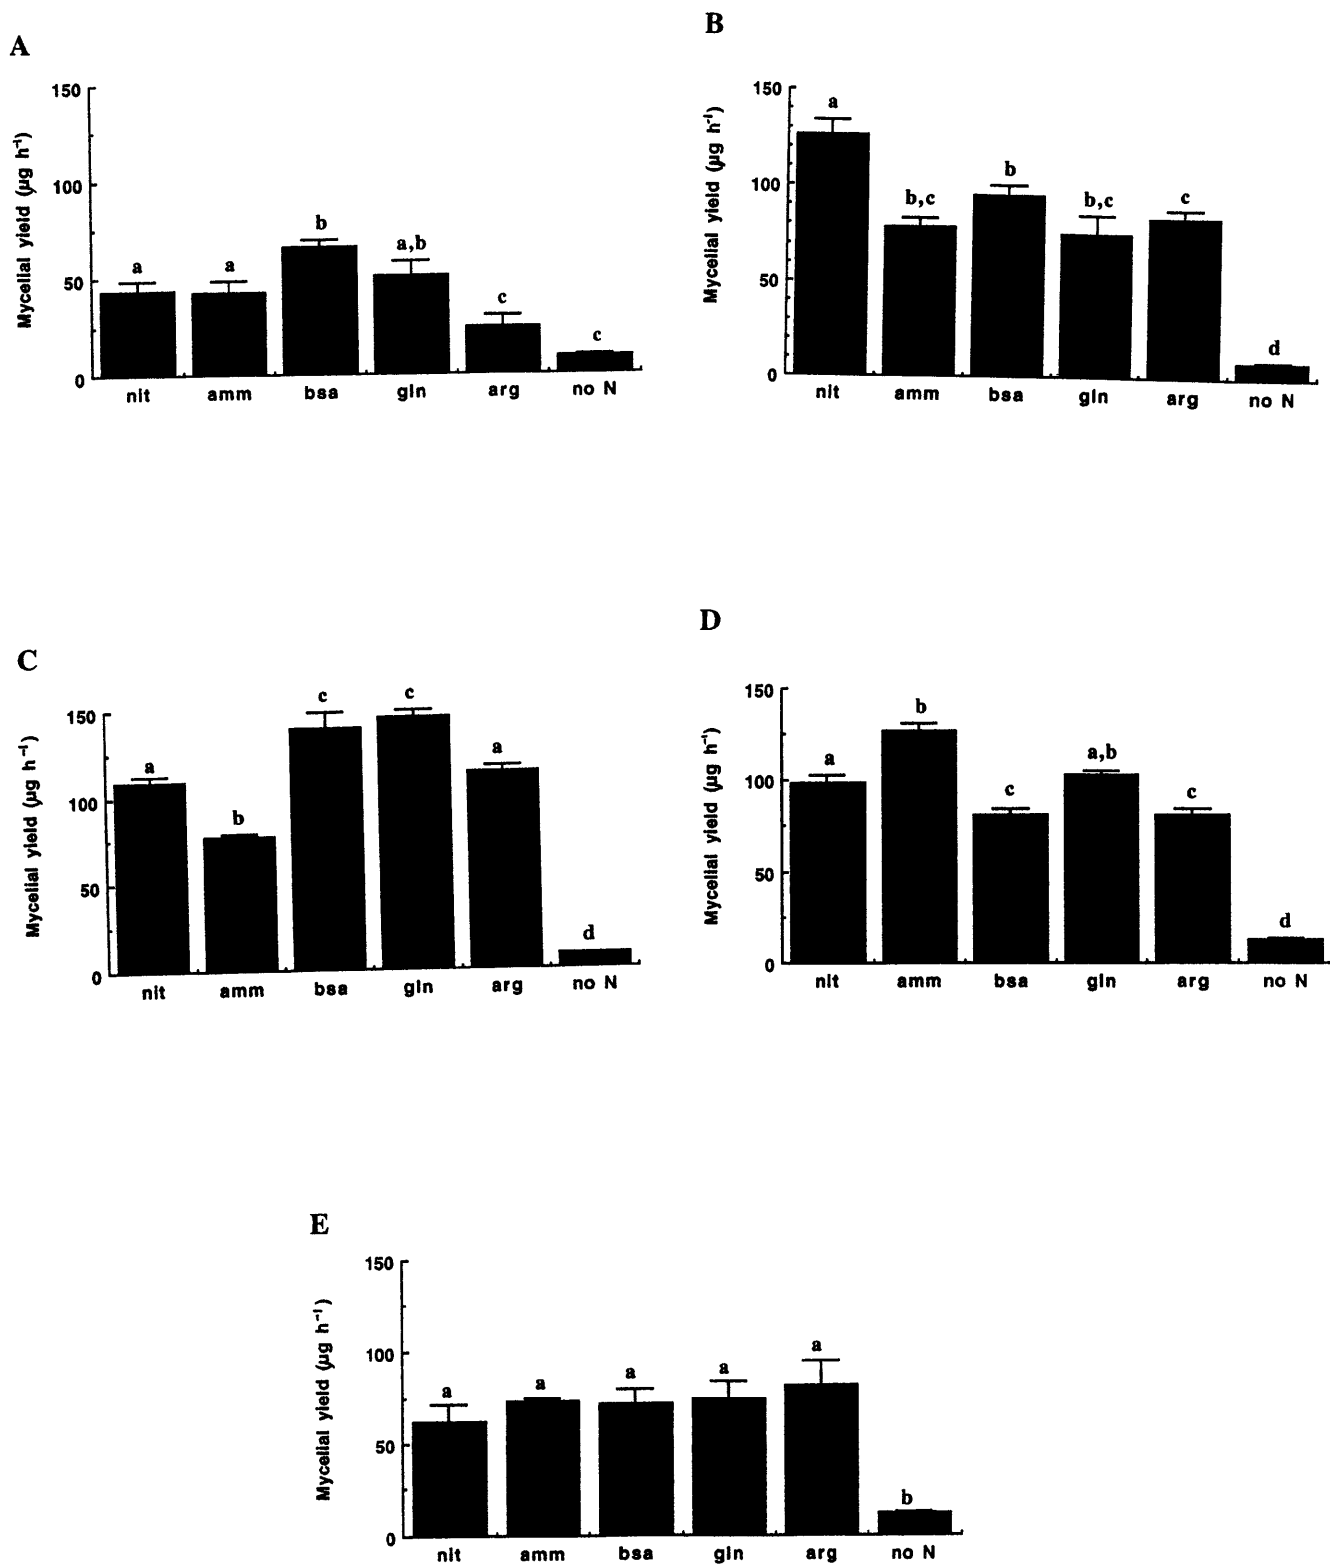 A
150
100
50
0
Mycelial yield (µg h⁻¹)
a
a
b
a,b
c
c
nit amm bsa gln arg no N
B
150
100
50
0
Mycelial yield (µg h⁻¹)
a
b,c
b
b,c
c
d
nit amm bsa gln arg no N
C
150
100
50
0
Mycelial yield (µg h⁻¹)
a
b
c
c
a
d
nit amm bsa gln arg no N
D
150
100
50
0
Mycelial yield (µg h⁻¹)
a
b
c
a,b
c
d
nit amm bsa gln arg no N
E
150
100
50
0
Mycelial yield (µg h⁻¹)
a
a
a
a
a
b
nit amm bsa gln arg no N